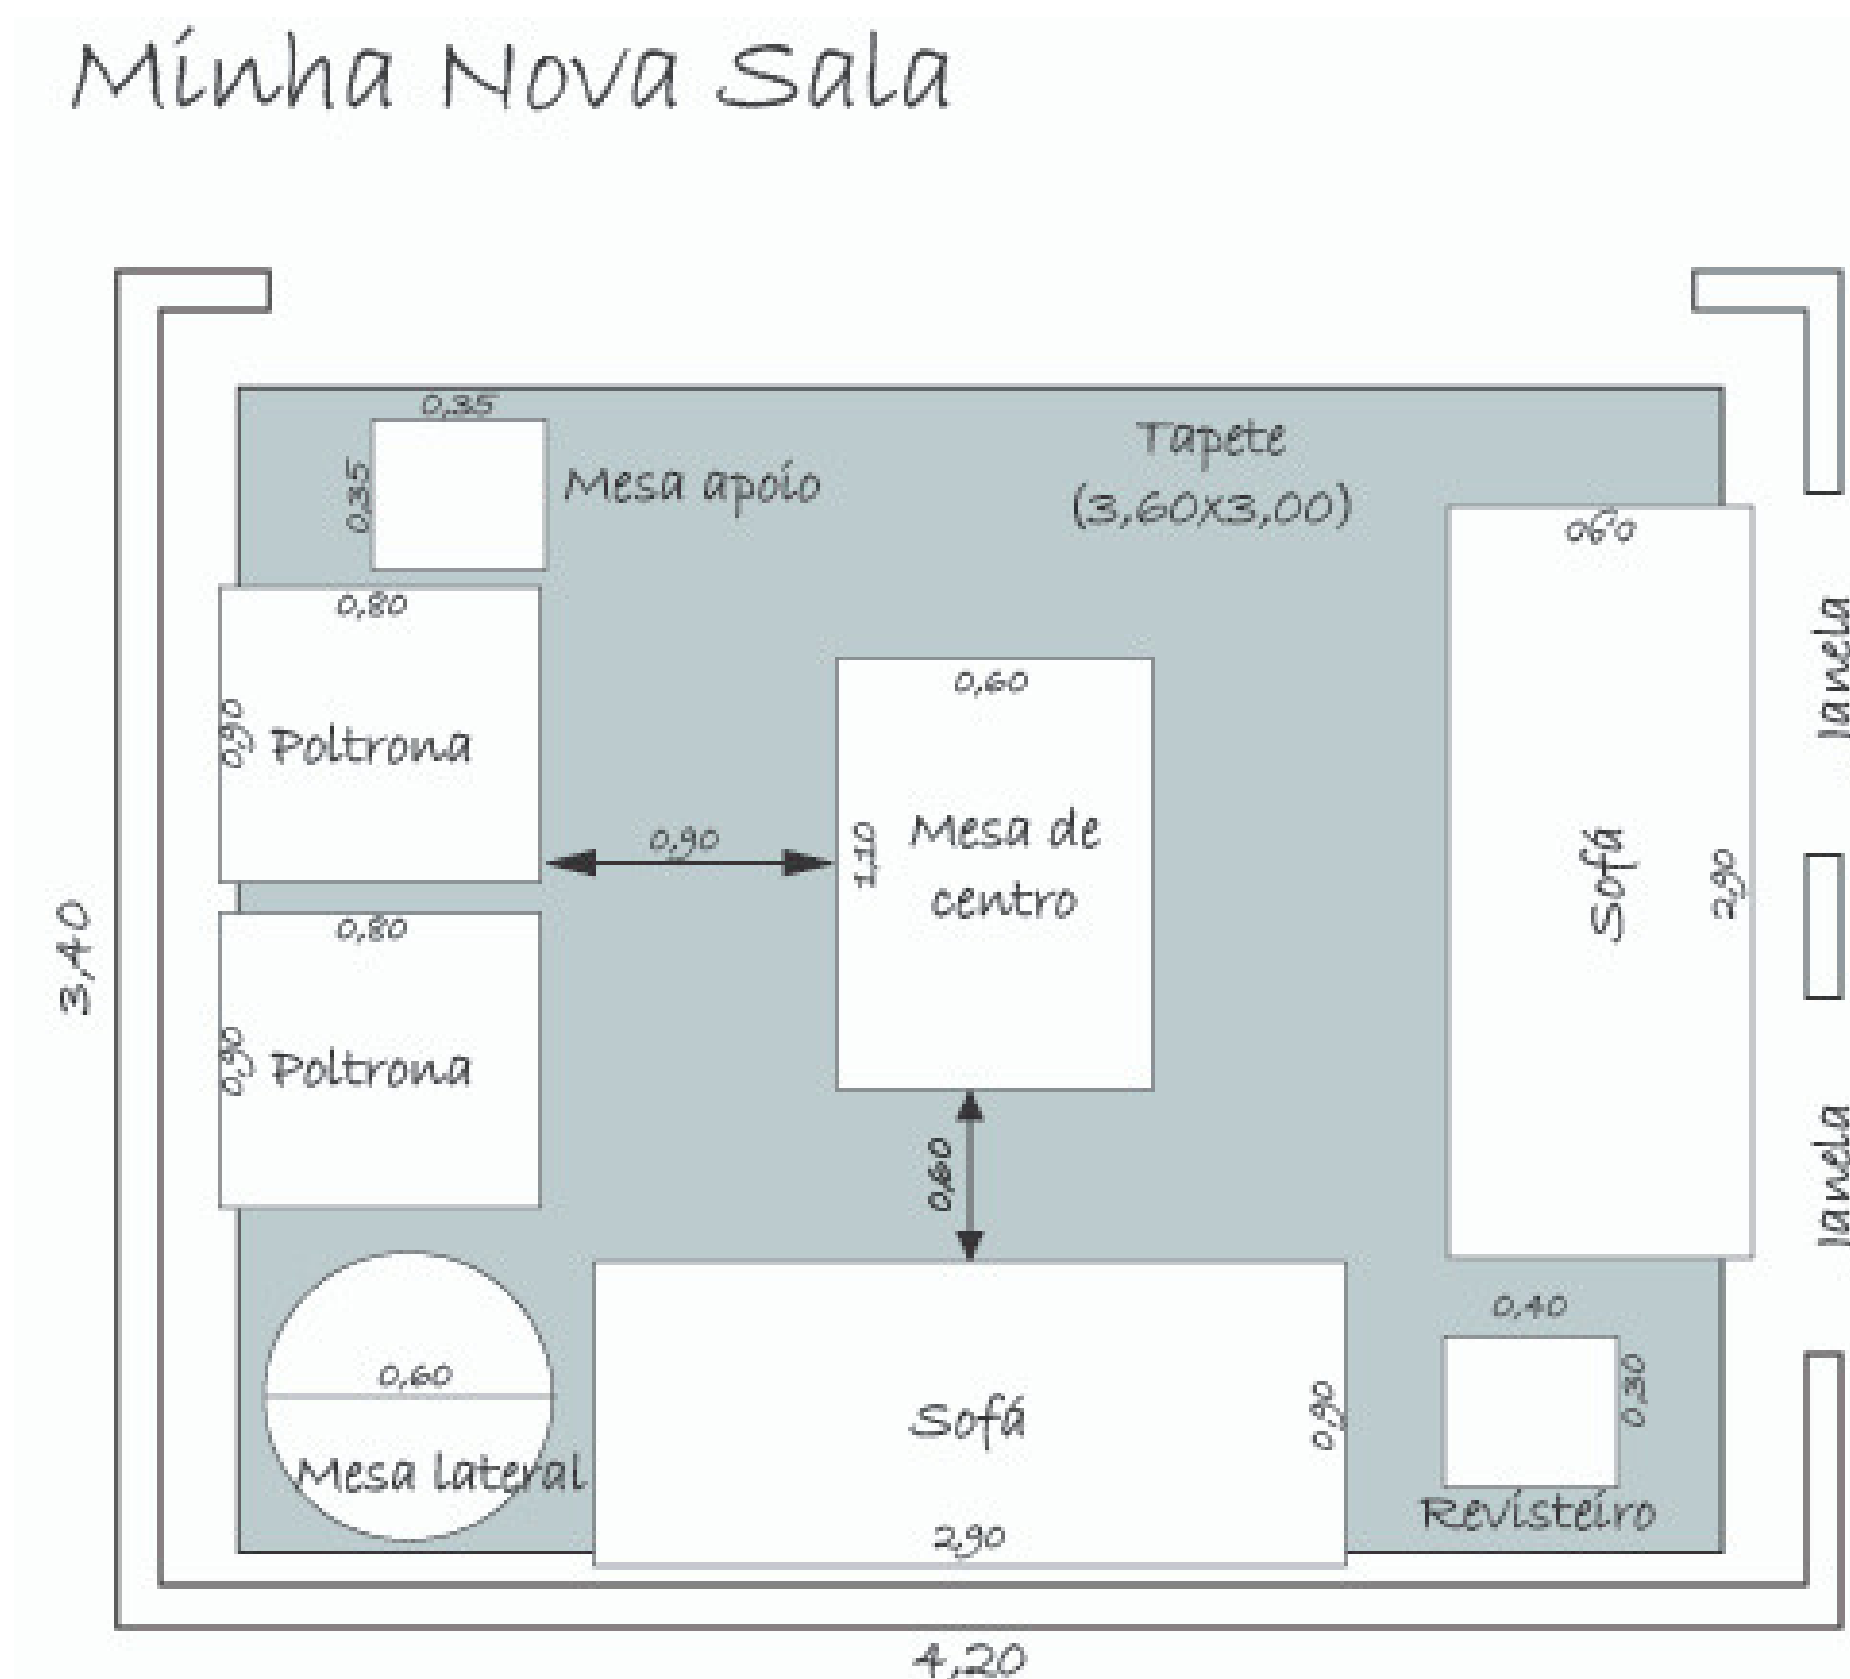 Minha Nova Sala
0,35
0,35
Mesa apoio
Tapete
(3,60x3,00)
0,90
0,80
0,90
Poltrona
0,60
1,10
Mesa de
centro
0,90
Sofá
2,90
Janela
0,80
0,90
Poltrona
3,40
0,60
Janela
0,60
Mesa lateral
Sofá
0,90
2,90
0,40
0,30
Revisteiro
4,20